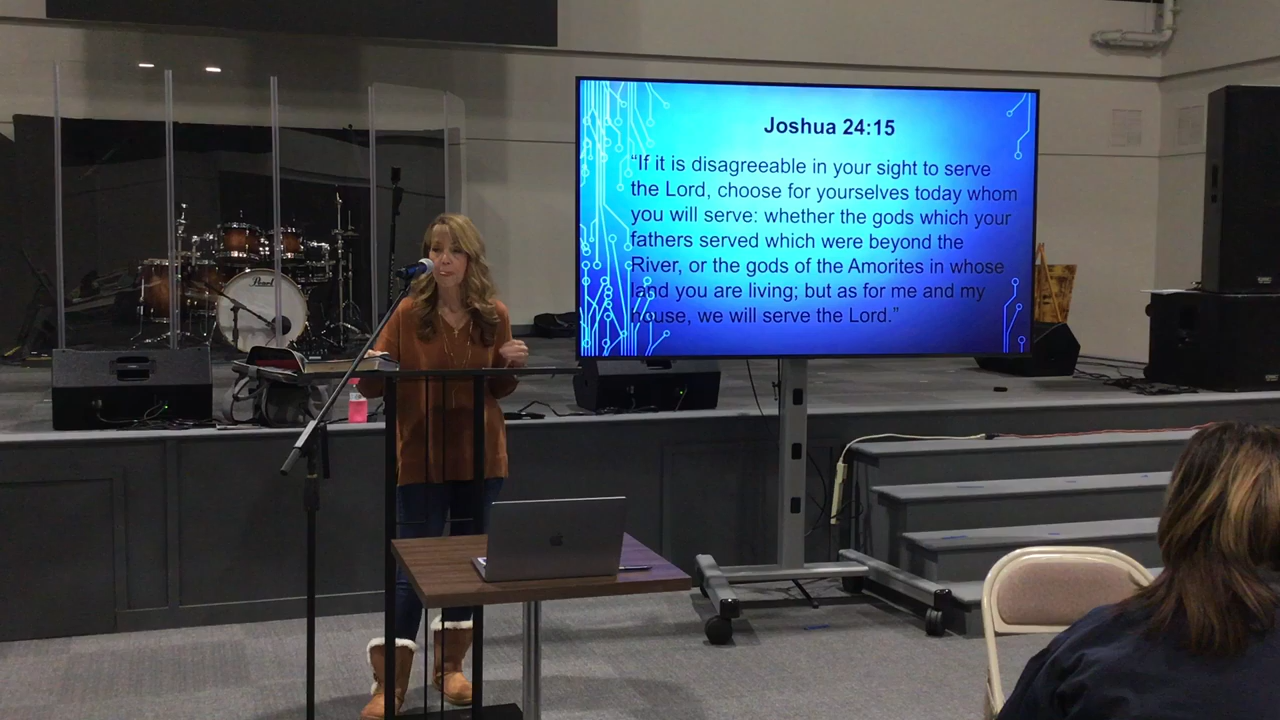 Joshua 24:15
“If it is disagreeable in your sight to serve
the Lord, choose for yourselves today whom
you will serve: whether the gods which your
fathers served which were beyond the
River, or the gods of the Amorites in whose
land you are living; but as for me and my
house, we will serve the Lord.”
Pearl